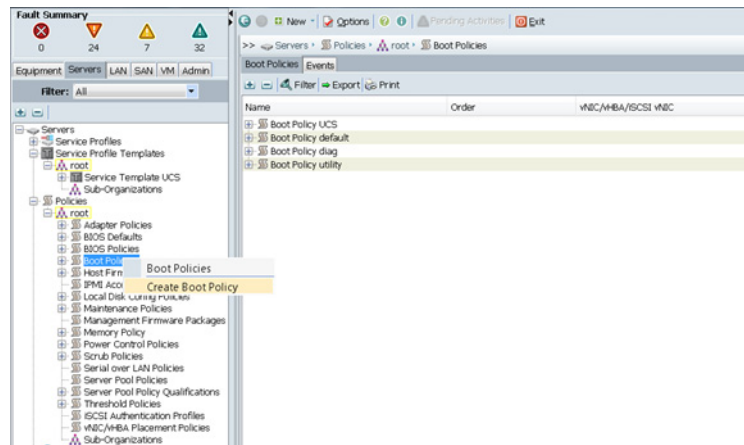 Fault Summary
0 24 7 32
New Options Pending Activities Exit
>> Servers Policies root Boot Policies
Equipment Servers LAN SAN VM Admin
Filter: All
Servers
Service Profiles
Service Profile Templates
root
Service Template UCS
Sub-Organizations
Policies
root
Adapter Policies
BIOS Defaults
BIOS Policies
Boot Poli
Host Firm
IPMI Acc
Local Disk Config Policies
Maintenance Policies
Management Firmware Packages
Memory Policy
Power Control Policies
Scrub Policies
Serial over LAN Policies
Server Pool Policies
Server Pool Policy Qualifications
Threshold Policies
iSCSI Authentication Profiles
vNIC/vHBA Placement Policies
Sub-Organizations
Boot Policies
Create Boot Policy
Boot Policies Events
Filter Export Print
Name Order vNIC/vHBA/iSCSI vNIC
Boot Policy UCS
Boot Policy default
Boot Policy diag
Boot Policy utility